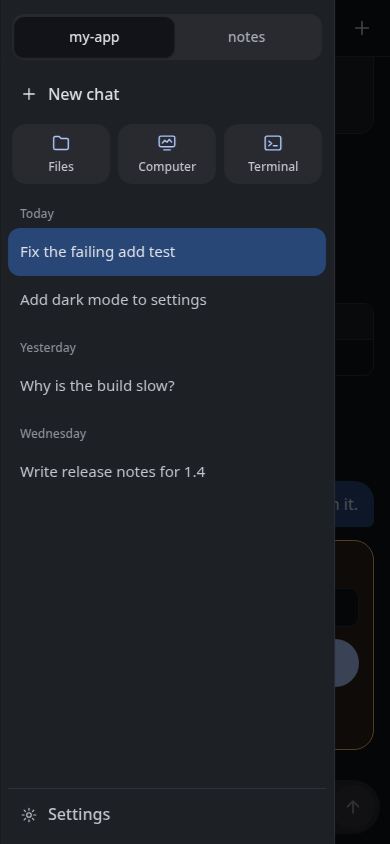 my-app
notes
New chat
Files
Computer
Terminal
Today
Fix the failing add test
Add dark mode to settings
Yesterday
Why is the build slow?
Wednesday
Write release notes for 1.4
it.
Settings